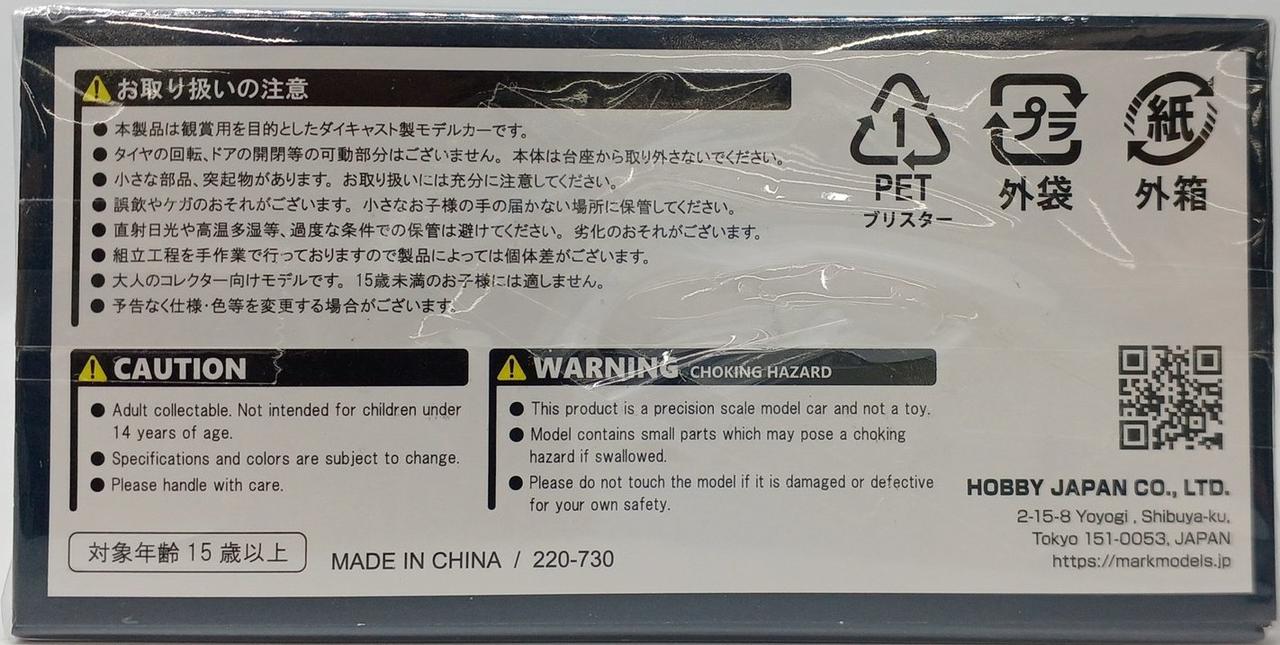 お取り扱いの注意
● 本製品は観賞用を目的としたダイキャスト製モデルカーです。
● タイヤの回転、ドアの開閉等の可動部分はございません。本体は台座から取り外さないでください。
● 小さな部品、突起物があります。お取り扱いには充分に注意してください。
● 誤飲やケガのおそれがございます。小さなお子様の手の届かない場所に保管してください。
● 直射日光や高温多湿等、過度な条件での保管は避けてください。劣化のおそれがございます。
● 組立工程を手作業で行っておりますので製品によっては個体差がございます。
● 大人のコレクター向けモデルです。15歳未満のお子様には適しません。
● 予告なく仕様・色等を変更する場合がございます。
1
PET
ブリスター
プラ
外袋
紙
外箱
CAUTION
● Adult collectable. Not intended for children under
14 years of age.
● Specifications and colors are subject to change.
● Please handle with care.
WARNING CHOKING HAZARD
● This product is a precision scale model car and not a toy.
● Model contains small parts which may pose a choking
hazard if swallowed.
● Please do not touch the model if it is damaged or defective
for your own safety.
HOBBY JAPAN CO., LTD.
2-15-8 Yoyogi , Shibuya-ku,
Tokyo 151-0053, JAPAN
https://markmodels.jp
対象年齢 15 歳以上
MADE IN CHINA / 220-730